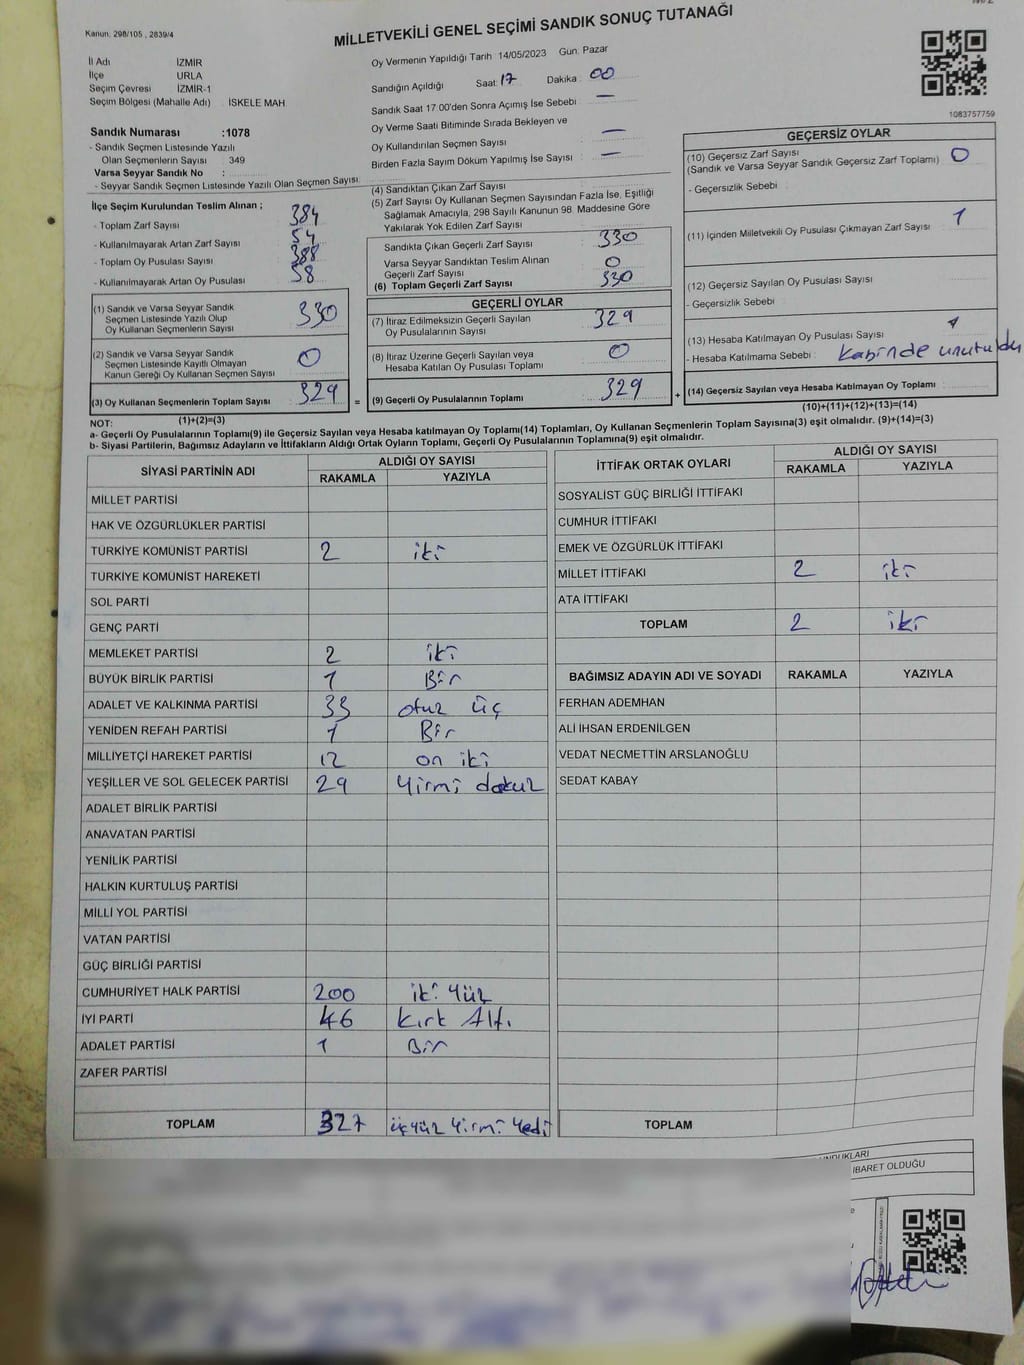 Kanun: 298/105 , 2839/4
MİLLETVEKİLİ GENEL SEÇİMİ SANDIK SONUÇ TUTANAĞI
İl Adı İZMİR
İlçe URLA
Seçim Çevresi İZMİR-1
Seçim Bölgesi (Mahalle Adı) : İSKELE MAH
Oy Vermenin Yapıldığı Tarih 14/05/2023 Gün: Pazar
Sandığın Açıldığı Saat: 17 Dakika : 00
Sandık Saat 17:00'den Sonra Açımış İse Sebebi : —
Oy Verme Saati Bitiminde Sırada Bekleyen ve
Oy Kullandırılan Seçmen Sayısı : —
Birden Fazla Sayım Döküm Yapılmış İse Sayısı : —
1083757759
Sandık Numarası :1078
- Sandık Seçmen Listesinde Yazılı
Olan Seçmenlerin Sayısı : 349
Varsa Seyyar Sandık No :
- Seyyar Sandık Seçmen Listesinde Yazılı Olan Seçmen Sayısı:
İlçe Seçim Kurulundan Teslim Alınan ;
- Toplam Zarf Sayısı : 384
- Kullanılmayarak Artan Zarf Sayısı : 54
- Toplam Oy Pusulası Sayısı : 388
- Kullanılmayarak Artan Oy Pusulası : 58
(1) Sandık ve Varsa Seyyar Sandık
Seçmen Listesinde Yazılı Olup
Oy Kullanan Seçmenlerin Sayısı : 330
(2) Sandık ve Varsa Seyyar Sandık
Seçmen Listesinde Kayıtlı Olmayan
Kanun Gereği Oy Kullanan Seçmen Sayısı : 0
(3) Oy Kullanan Seçmenlerin Toplam Sayısı : 329
(1)+(2)=(3)
(4) Sandıktan Çıkan Zarf Sayısı :
(5) Zarf Sayısı Oy Kullanan Seçmen Sayısından Fazla İse, Eşitliği
Sağlamak Amacıyla, 298 Sayılı Kanunun 98. Maddesine Göre
Yakılarak Yok Edilen Zarf Sayısı :
Sandıkta Çıkan Geçerli Zarf Sayısı : 330
Varsa Seyyar Sandıktan Teslim Alınan
Geçerli Zarf Sayısı : 0
(6) Toplam Geçerli Zarf Sayısı : 330
GEÇERLİ OYLAR
(7) İtiraz Edilmeksizin Geçerli Sayılan
Oy Pusulalarının Sayısı : 329
(8) İtiraz Üzerine Geçerli Sayılan veya
Hesaba Katılan Oy Pusulası Toplamı : 0
= (9) Geçerli Oy Pusulalarının Toplamı : 329 +
GEÇERSİZ OYLAR
(10) Geçersiz Zarf Sayısı
(Sandık ve Varsa Seyyar Sandık Geçersiz Zarf Toplamı) : 0
- Geçersizlik Sebebi :
(11) İçinden Milletvekili Oy Pusulası Çıkmayan Zarf Sayısı : 1
(12) Geçersiz Sayılan Oy Pusulası Sayısı :
- Geçersizlik Sebebi :
(13) Hesaba Katılmayan Oy Pusulası Sayısı : 1
- Hesaba Katılmama Sebebi : Kabinde unutuldu
(14) Geçersiz Sayılan veya Hesaba Katılmayan Oy Toplamı :
(10)+(11)+(12)+(13)=(14)
NOT:
a- Geçerli Oy Pusulalarının Toplamı(9) ile Geçersiz Sayılan veya Hesaba katılmayan Oy Toplamı(14) Toplamları, Oy Kullanan Seçmenlerin Toplam Sayısına(3) eşit olmalıdır. (9)+(14)=(3)
b- Siyasi Partilerin, Bağımsız Adayların ve İttifakların Aldığı Ortak Oyların Toplamı, Geçerli Oy Pusulalarının Toplamına(9) eşit olmalıdır.
SİYASİ PARTİNİN ADI ALDIĞI OY SAYISI
RAKAMLA YAZIYLA
MİLLET PARTİSİ
HAK VE ÖZGÜRLÜKLER PARTİSİ
TÜRKİYE KOMÜNİST PARTİSİ 2 iki
TÜRKİYE KOMÜNİST HAREKETİ
SOL PARTİ
GENÇ PARTİ
MEMLEKET PARTİSİ 2 iki
BÜYÜK BİRLİK PARTİSİ 1 Bir
ADALET VE KALKINMA PARTİSİ 33 otuz üç
YENİDEN REFAH PARTİSİ 1 Bir
MİLLİYETÇİ HAREKET PARTİSİ 12 on iki
YEŞİLLER VE SOL GELECEK PARTİSİ 29 Yirmi dokuz
ADALET BİRLİK PARTİSİ
ANAVATAN PARTİSİ
YENİLİK PARTİSİ
HALKIN KURTULUŞ PARTİSİ
MİLLİ YOL PARTİSİ
VATAN PARTİSİ
GÜÇ BİRLİĞİ PARTİSİ
CUMHURİYET HALK PARTİSİ 200 iki Yüz
İYİ PARTİ 46 Kırk Altı
ADALET PARTİSİ 1 Bir
ZAFER PARTİSİ
TOPLAM 327 üçyüz Yirmi Yedi
İTTİFAK ORTAK OYLARI ALDIĞI OY SAYISI
RAKAMLA YAZIYLA
SOSYALİST GÜÇ BİRLİĞİ İTTİFAKI
CUMHUR İTTİFAKI
EMEK VE ÖZGÜRLÜK İTTİFAKI
MİLLET İTTİFAKI 2 iki
ATA İTTİFAKI
TOPLAM 2 iki
BAĞIMSIZ ADAYIN ADI VE SOYADI RAKAMLA YAZIYLA
FERHAN ADEMHAN
ALİ İHSAN ERDENİLGEN
VEDAT NECMETTİN ARSLANOĞLU
SEDAT KABAY
TOPLAM
IBARET OLDUĞU